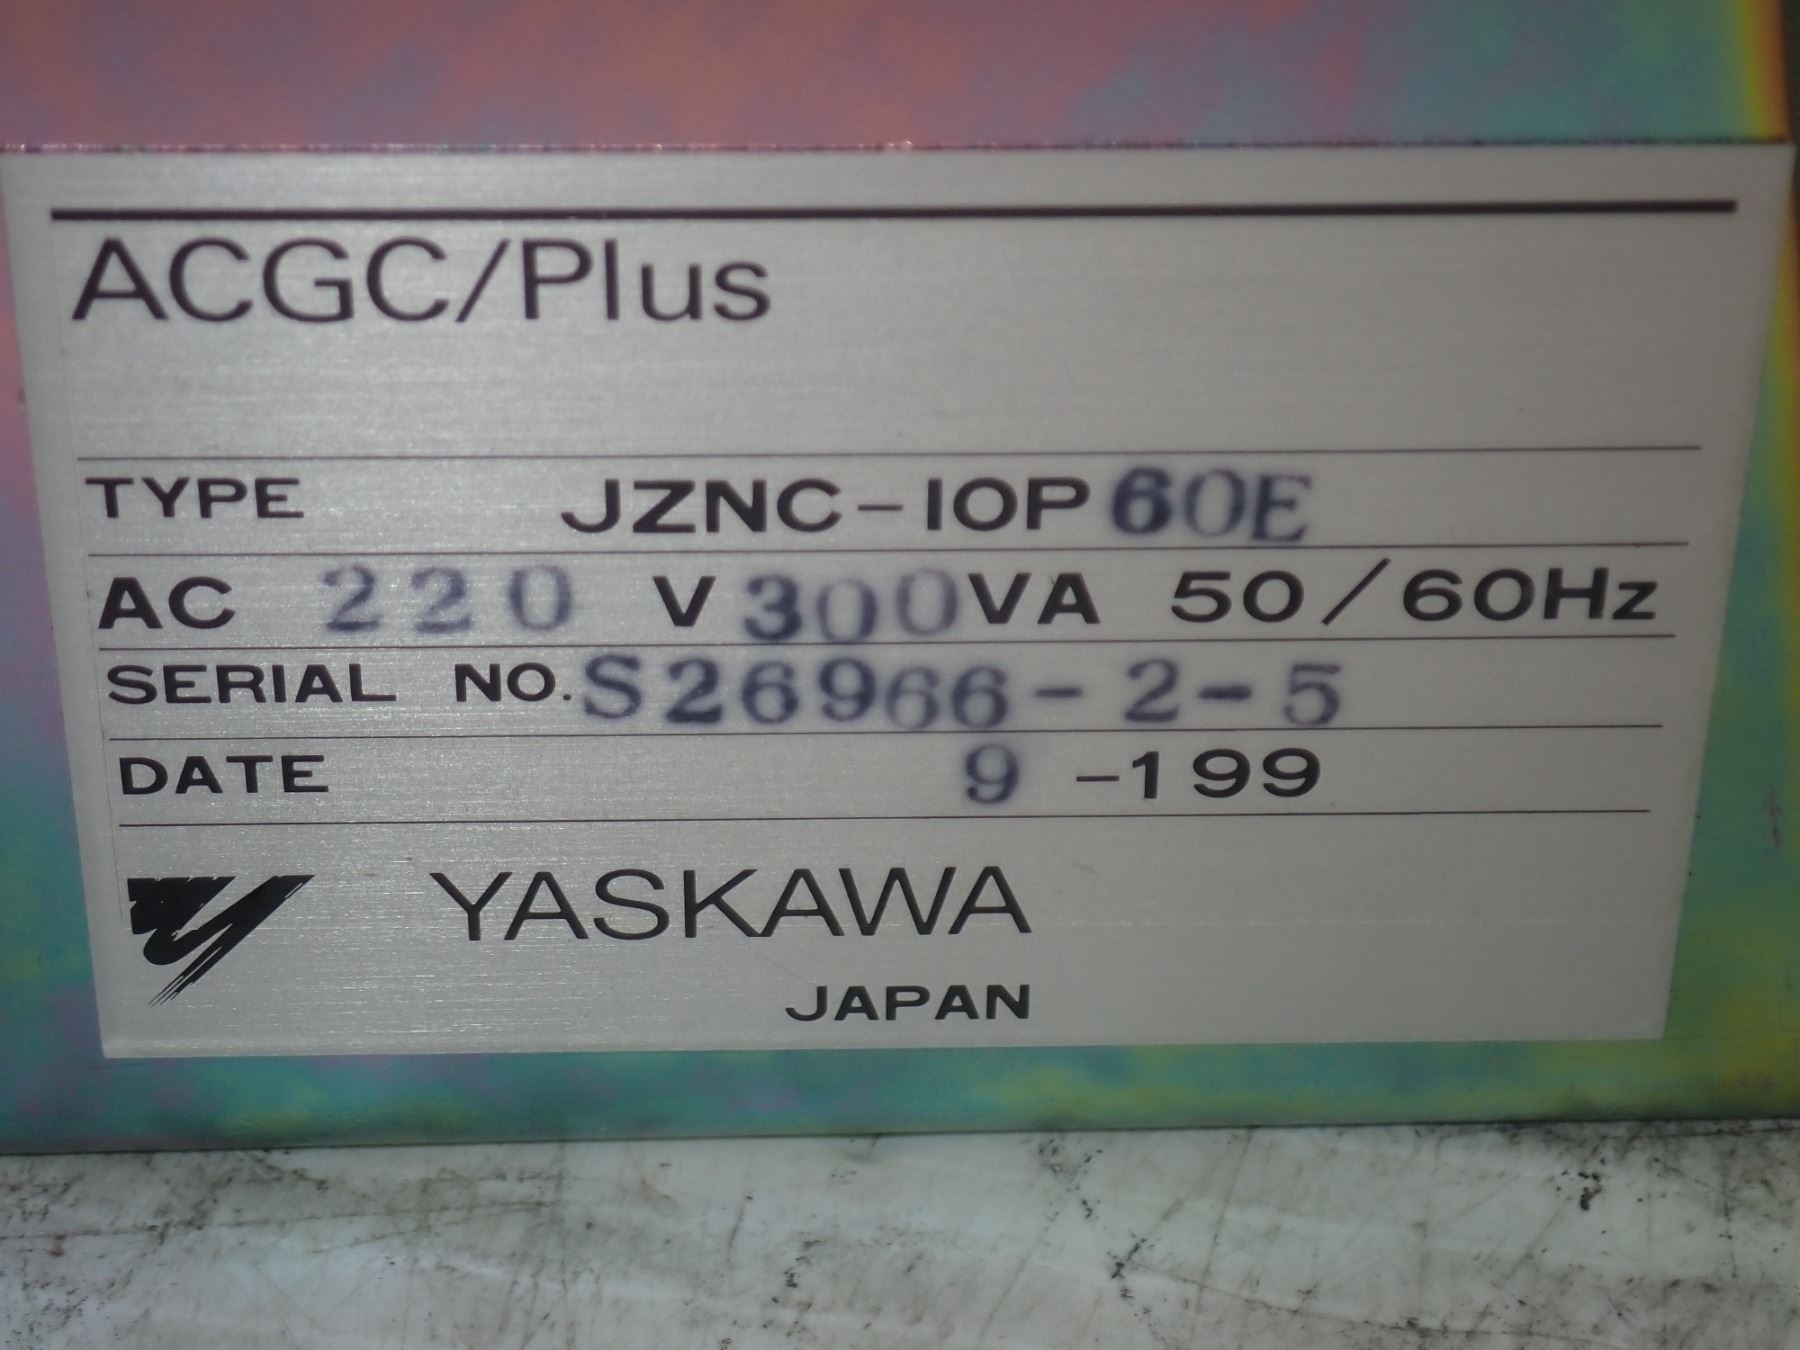 ACGC/Plus
TYPE JZNC-IOP60E
AC 220 V 300 VA 50/60Hz
SERIAL NO. S26966-2-5
DATE 9 -199
YASKAWA
JAPAN